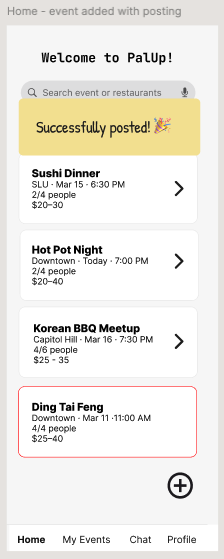 Home - event added with posting
Welcome to PalUp!
Search event or restaurants
Successfully posted! 🎉
Sushi Dinner
SLU · Mar 15 · 6:30 PM
2/4 people
$20–30
Hot Pot Night
Downtown · Today · 7:00 PM
2/4 people
$20–40
Korean BBQ Meetup
Capitol Hill · Mar 16 · 7:30 PM
4/6 people
$25 - 35
Ding Tai Feng
Downtown · Mar 11 ·11:00 AM
4/4 people
$25–40
Home My Events Chat Profile